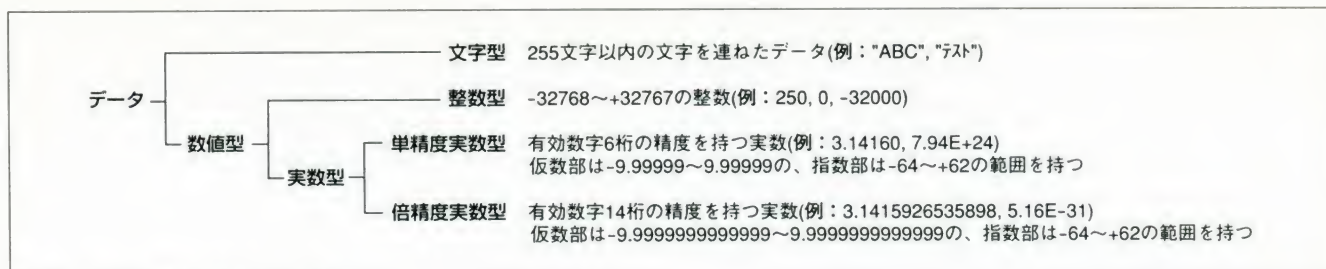 文字型 255文字以内の文字を連ねたデータ(例："ABC", "ﾃｽﾄ")
データ
整数型 -32768～+32767の整数(例：250, 0, -32000)
数値型
単精度実数型 有効数字6桁の精度を持つ実数(例：3.14160, 7.94E+24)
仮数部は-9.99999～9.99999の、指数部は-64～+62の範囲を持つ
実数型
倍精度実数型 有効数字14桁の精度を持つ実数(例：3.1415926535898, 5.16E-31)
仮数部は-9.9999999999999～9.9999999999999の、指数部は-64～+62の範囲を持つ